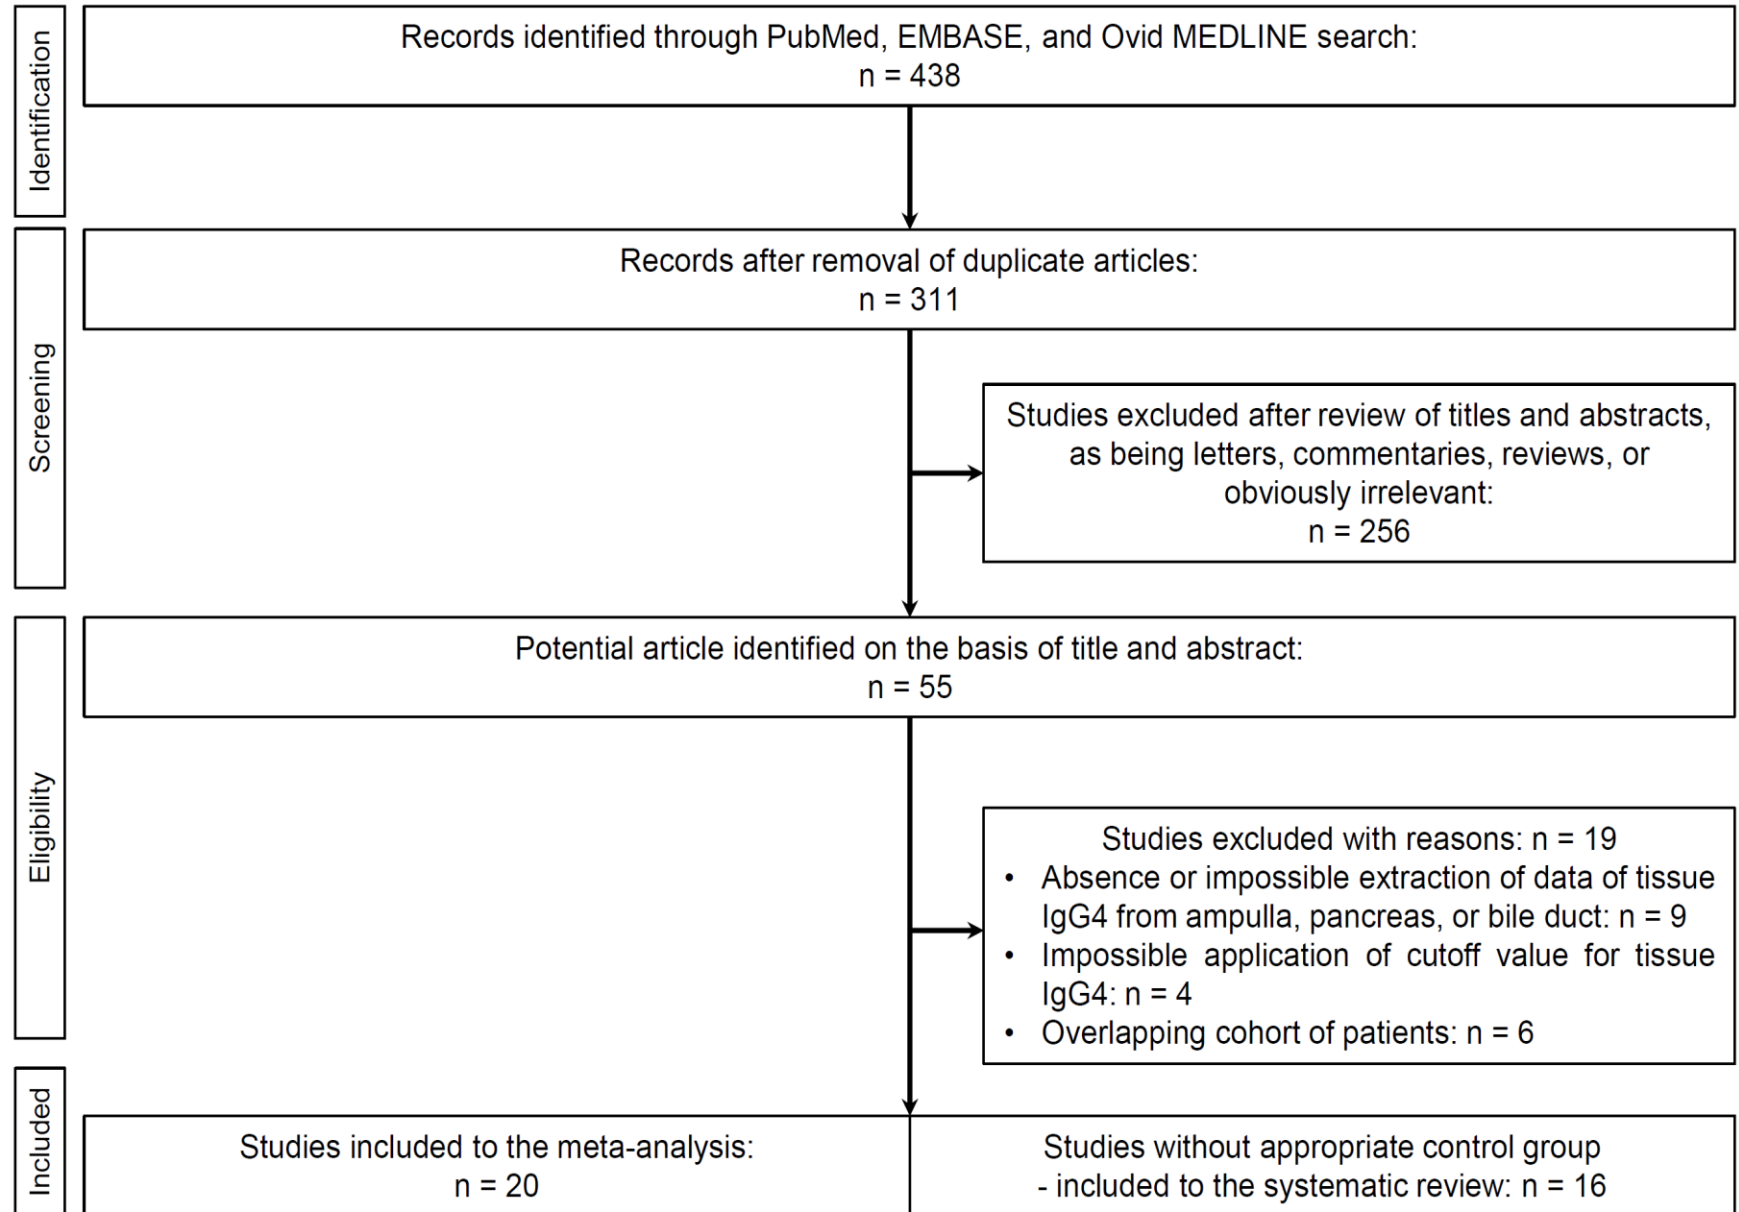 Identification
Records identified through PubMed, EMBASE, and Ovid MEDLINE search:
n = 438
Screening
Records after removal of duplicate articles:
n = 311
Studies excluded after review of titles and abstracts,
as being letters, commentaries, reviews, or
obviously irrelevant:
n = 256
Eligibility
Potential article identified on the basis of title and abstract:
n = 55
Studies excluded with reasons: n = 19
• Absence or impossible extraction of data of tissue
IgG4 from ampulla, pancreas, or bile duct: n = 9
• Impossible application of cutoff value for tissue
IgG4: n = 4
• Overlapping cohort of patients: n = 6
Included
Studies included to the meta-analysis:
n = 20
Studies without appropriate control group
- included to the systematic review: n = 16